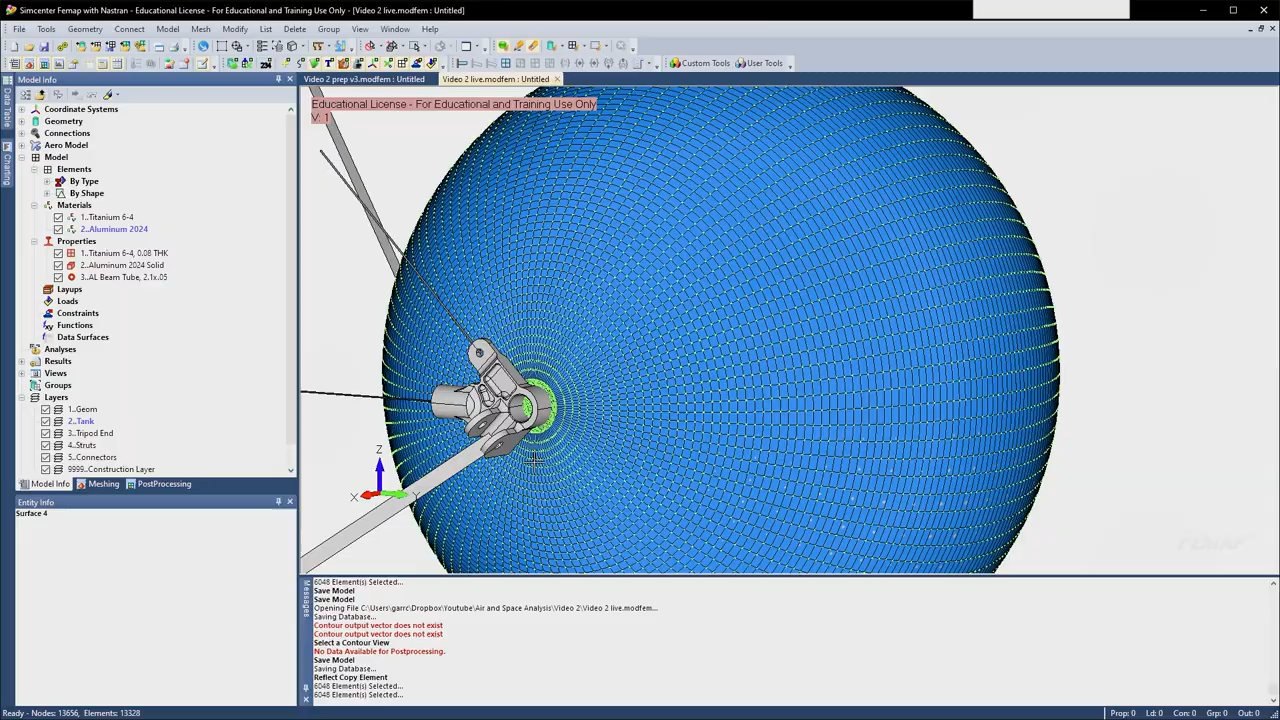 Simcenter Femap with Nastran - Educational License - For Educational and Training Use Only - [Video 2 live.modfem : Untitled]
File Tools Geometry Connect Model Mesh Modify List Delete Group View Window Help
Custom Tools User Tools
Model Info
Video 2 prep v3.modfem : Untitled
Video 2 live.modfem : Untitled
Data Table
Charting
Educational License - For Educational and Training Use Only
V: 1
Coordinate Systems
Geometry
Connections
Aero Model
Model
Elements
By Type
By Shape
Materials
1..Titanium 6-4
2..Aluminum 2024
Properties
1..Titanium 6-4, 0.08 THK
2..Aluminum 2024 Solid
3..AL Beam Tube, 2.1x.05
Layups
Loads
Constraints
Functions
Data Surfaces
Analyses
Results
Views
Groups
Layers
1..Geom
2..Tank
3..Tripod End
4..Struts
5..Connectors
9999..Construction Layer
Model Info Meshing PostProcessing
Z
X
Y
Entity Info
Surface 4
Messages
6048 Element(s) Selected...
Save Model
Save Model
Opening File C:\Users\garrc\Dropbox\Youtube\Air and Space Analysis\Video 2\Video 2 live.modfem...
Saving Database...
Contour output vector does not exist
Contour output vector does not exist
Select a Contour View
No Data Available for Postprocessing.
Save Model
Saving Database...
Reflect Copy Element
6048 Element(s) Selected...
6048 Element(s) Selected...
Ready - Nodes: 13656, Elements: 13328
Prop: 0 Ld: 0 Con: 0 Grp: 0 Out: 0